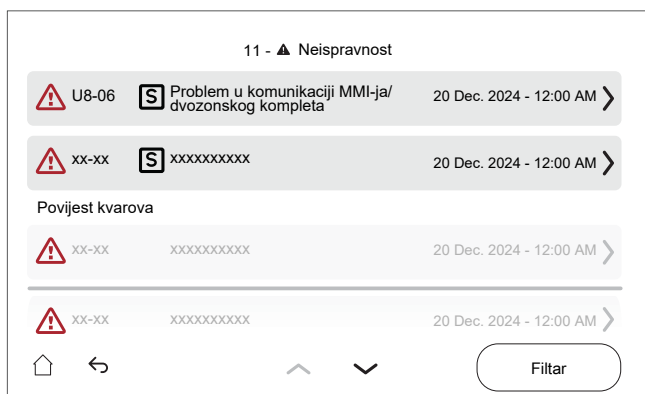 11 - Neispravnost
U8-06 S Problem u komunikaciji MMI-ja/
dvozonskog kompleta 20 Dec. 2024 - 12:00 AM
xx-xx S xxxxxxxxxx 20 Dec. 2024 - 12:00 AM
Povijest kvarova
xx-xx xxxxxxxxxx 20 Dec. 2024 - 12:00 AM
xx-xx xxxxxxxxxx 20 Dec. 2024 - 12:00 AM
Filtar